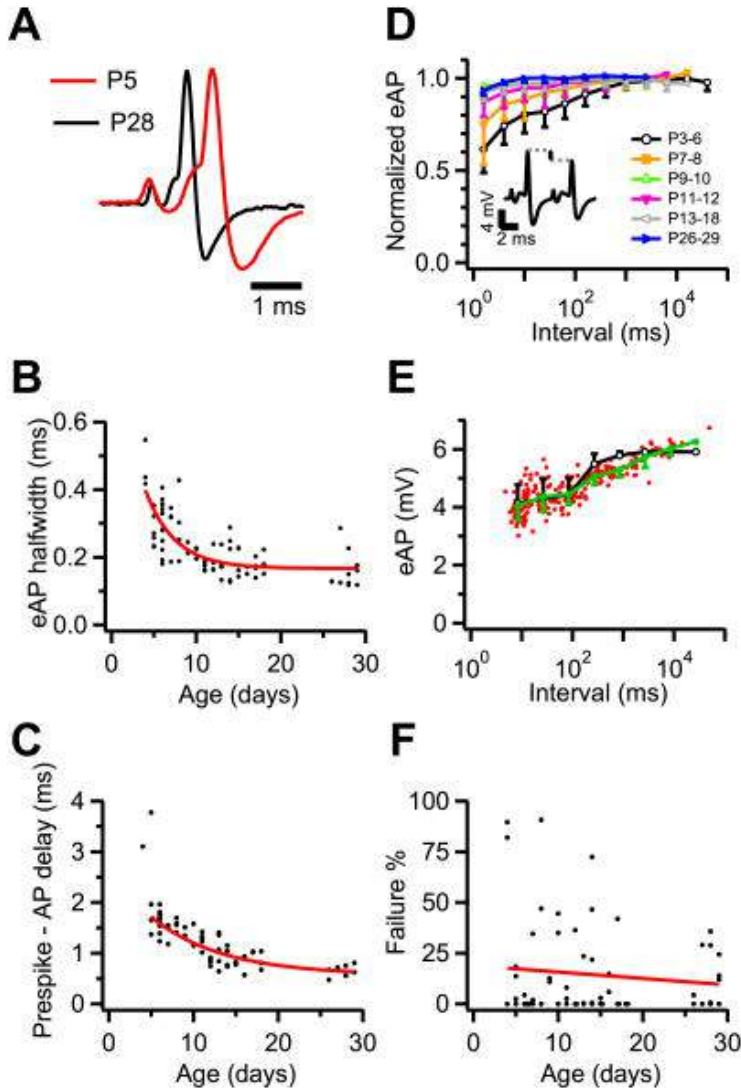 A
P5
P28
1 ms
D
Normalized eAP
1.0
0.5
0.0
4 mV
2 ms
P3-6
P7-8
P9-10
P11-12
P13-18
P26-29
10^0 10^2 10^4
Interval (ms)
B
eAP halfwidth (ms)
0.6
0.4
0.2
0.0
0 10 20 30
Age (days)
E
eAP (mV)
6
4
2
0
10^0 10^2 10^4
Interval (ms)
C
Prespike - AP delay (ms)
4
3
2
1
0
0 10 20 30
Age (days)
F
Failure %
100
75
50
25
0
0 10 20 30
Age (days)